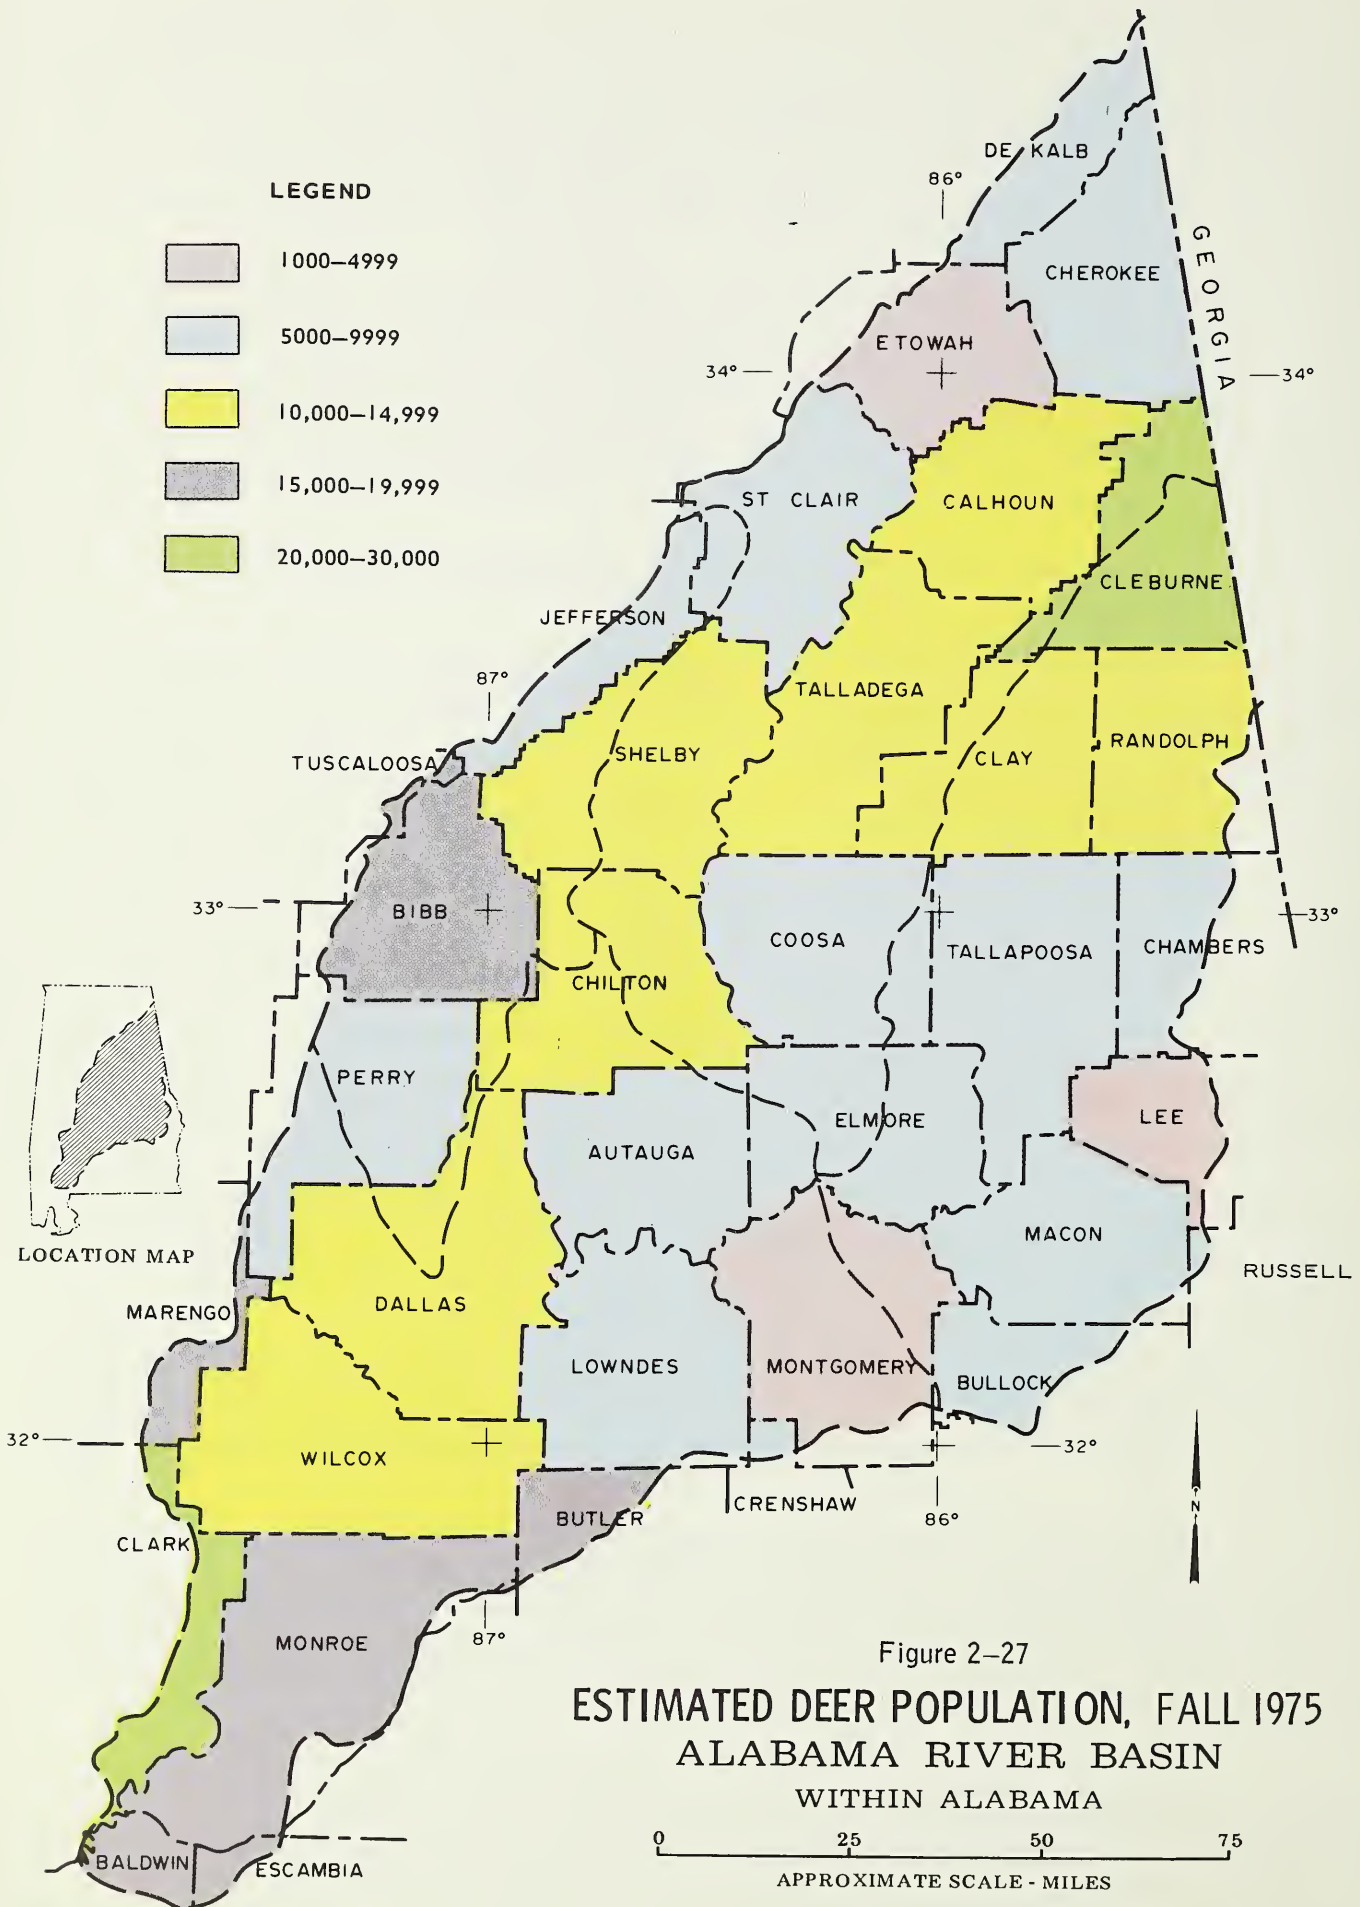 LEGEND
1000–4999
5000–9999
10,000–14,999
15,000–19,999
20,000–30,000
DE KALB
86°
GEORGIA
CHEROKEE
ETOWAH
34°
34°
ST CLAIR
CALHOUN
CLEBURNE
JEFFERSON
87°
TALLADEGA
TUSCALOOSA
SHELBY
CLAY
RANDOLPH
33°
BIBB
33°
COOSA
TALLAPOOSA
CHAMBERS
CHILTON
PERRY
LEE
ELMORE
AUTAUGA
MACON
LOCATION MAP
RUSSELL
MARENGO
DALLAS
LOWNDES
MONTGOMERY
BULLOCK
32°
32°
WILCOX
CRENSHAW
BUTLER
86°
CLARK
N
87°
MONROE
Figure 2–27
ESTIMATED DEER POPULATION, FALL 1975
ALABAMA RIVER BASIN
WITHIN ALABAMA
0 25 50 75
APPROXIMATE SCALE - MILES
BALDWIN
ESCAMBIA